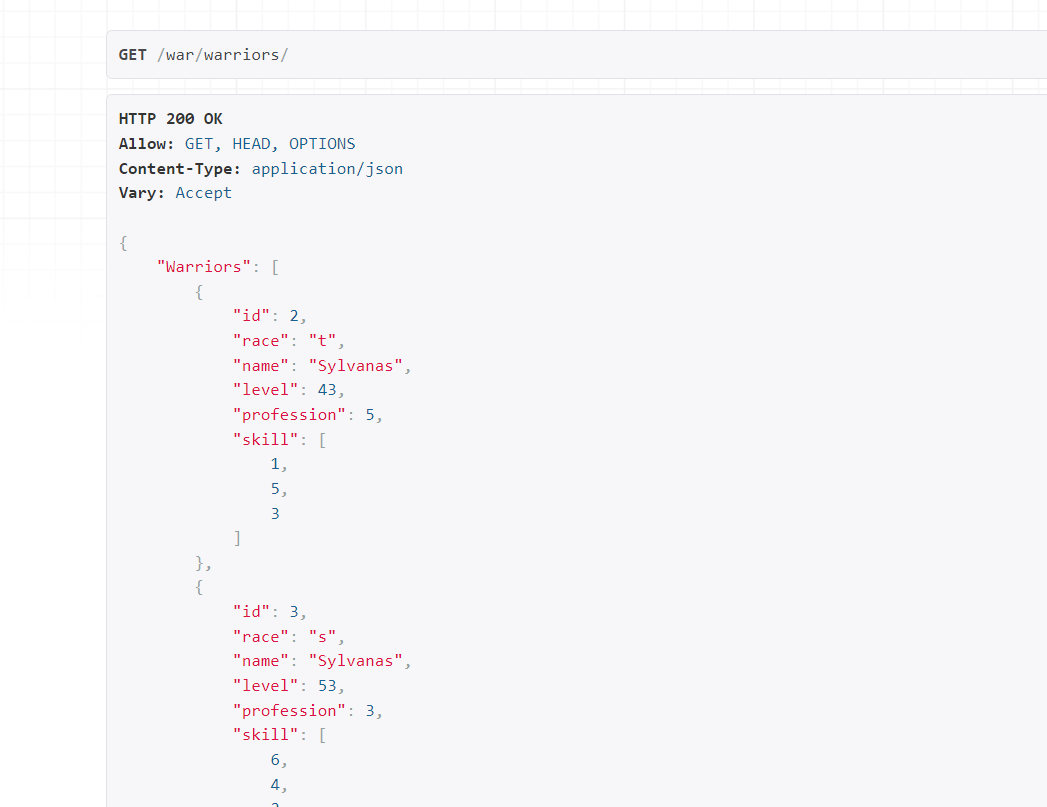 GET /war/warriors/
HTTP 200 OK
Allow: GET, HEAD, OPTIONS
Content-Type: application/json
Vary: Accept
{
"Warriors": [
{
"id": 2,
"race": "t",
"name": "Sylvanas",
"level": 43,
"profession": 5,
"skill": [
1,
5,
3
]
},
{
"id": 3,
"race": "s",
"name": "Sylvanas",
"level": 53,
"profession": 3,
"skill": [
6,
4,